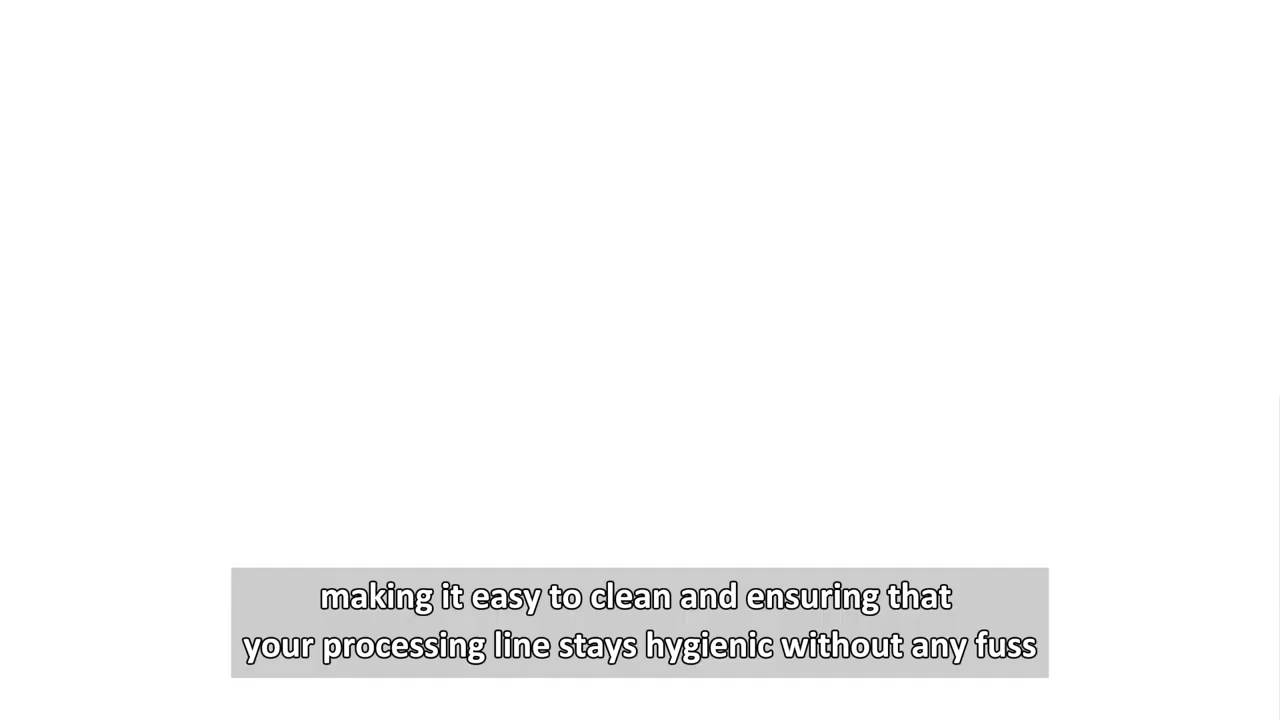 making it easy to clean and ensuring that
your processing line stays hygienic without any fuss